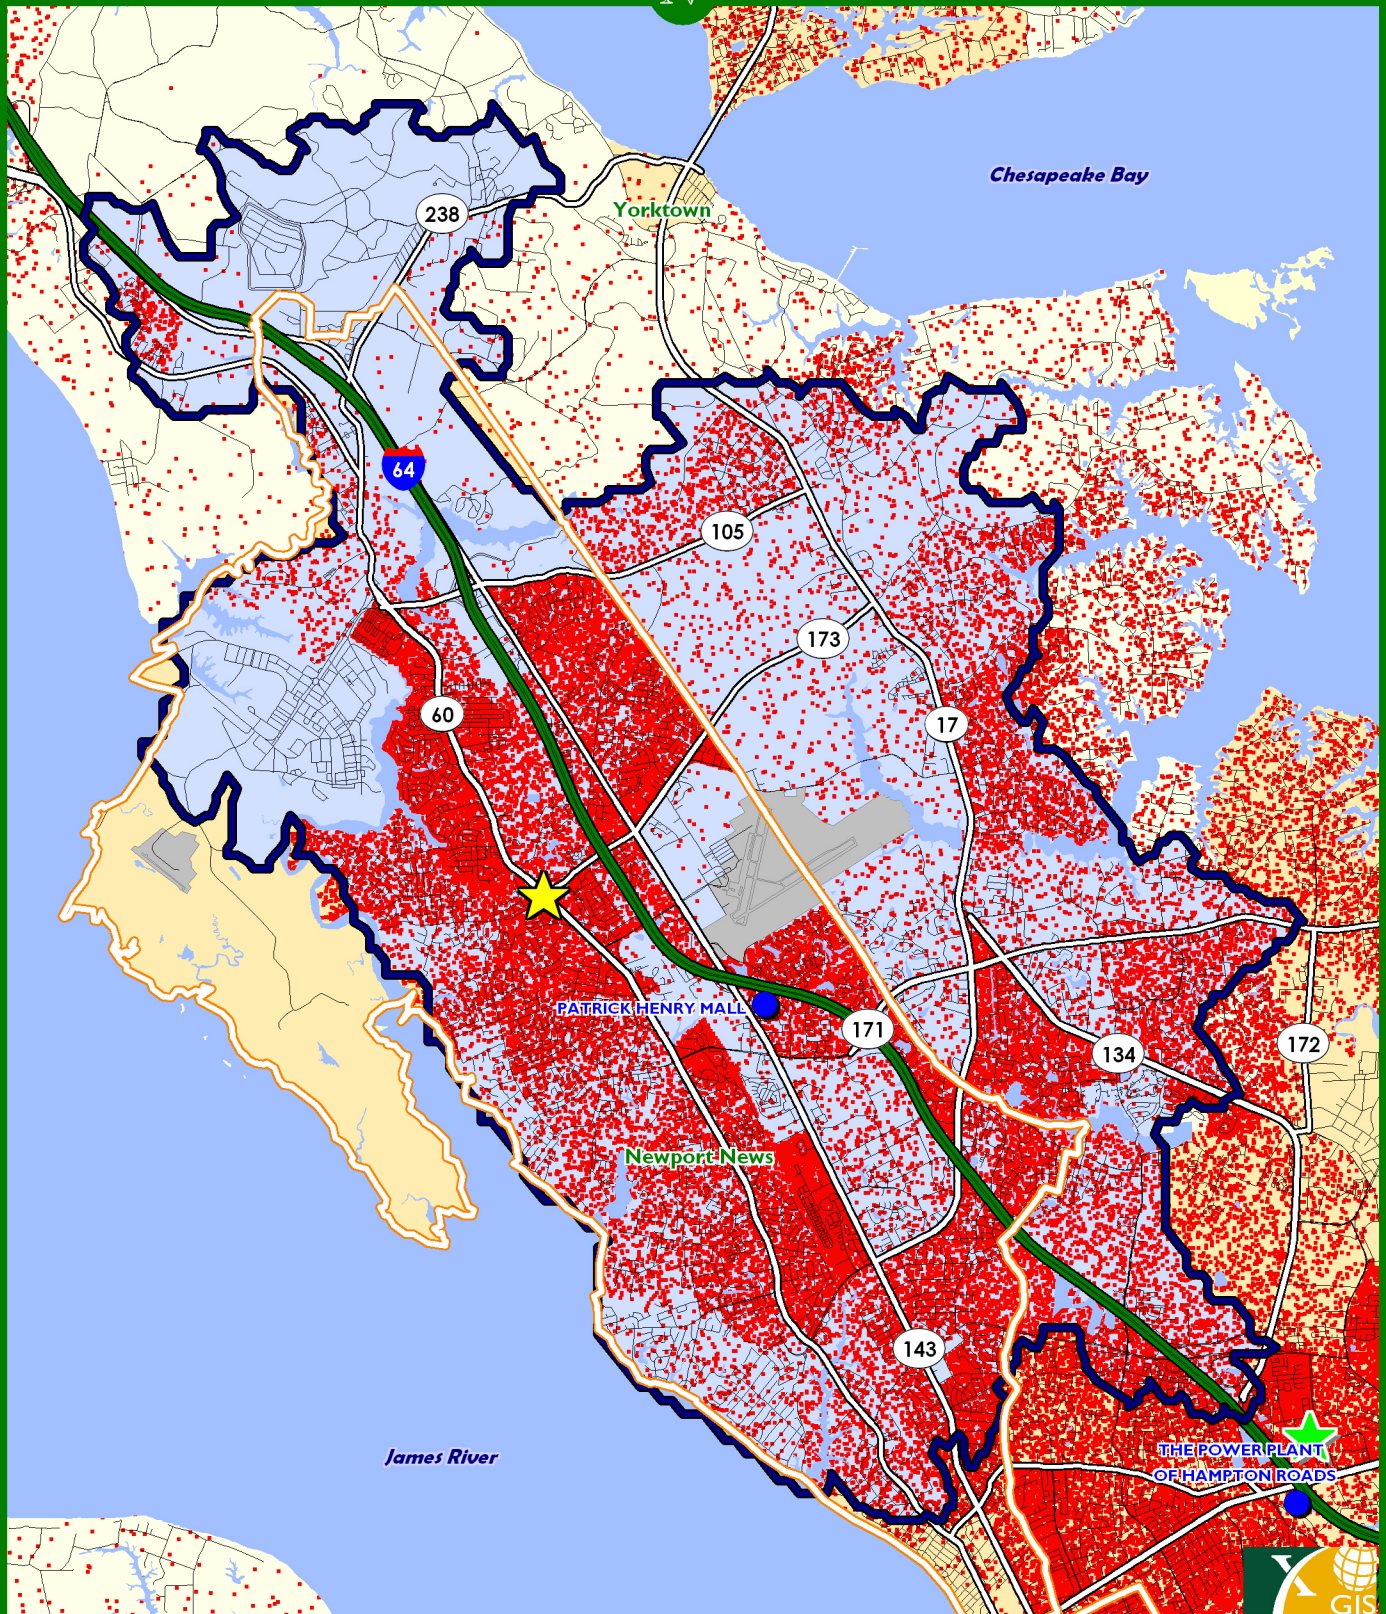 Chesapeake Bay
Yorktown
238
64
105
173
60
17
PATRICK HENRY MALL
171
134
172
Newport News
143
James River
THE POWER PLANT
OF HAMPTON ROADS
X
GIS